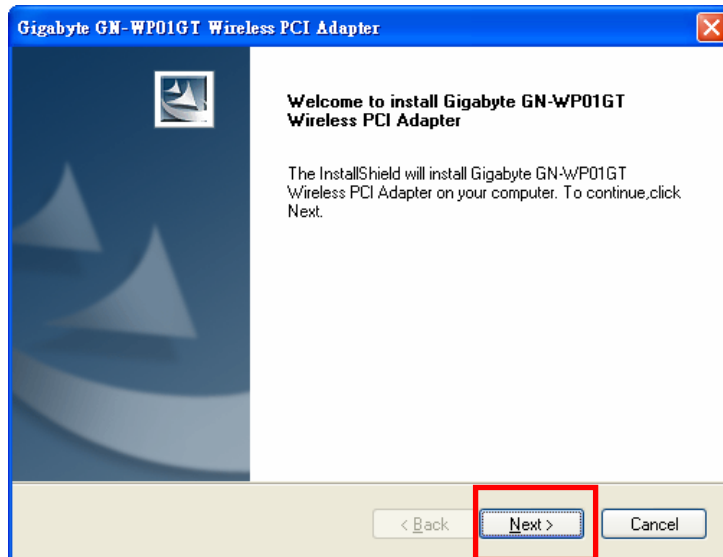 Gigabyte GN-WP01GT Wireless PCI Adapter
Welcome to install Gigabyte GN-WP01GT
Wireless PCI Adapter
The InstallShield will install Gigabyte GN-WP01GT
Wireless PCI Adapter on your computer. To continue,click
Next.
< Back Next > Cancel